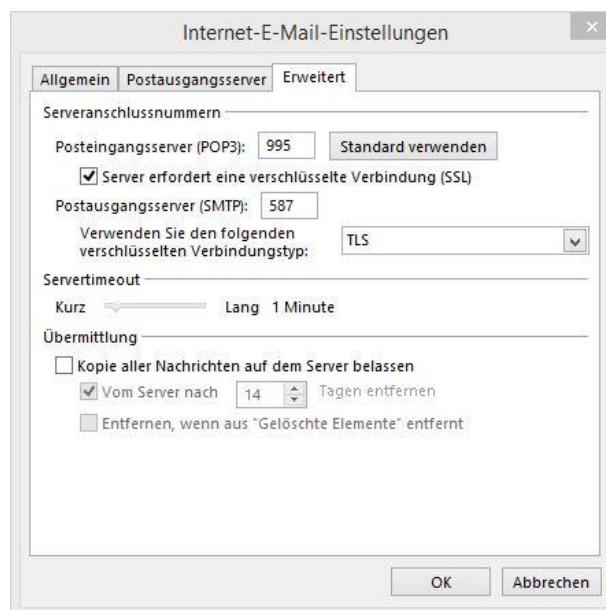 Internet-E-Mail-Einstellungen
Allgemein Postausgangsserver Erweitert
Serveranschlussnummern
Posteingangsserver (POP3): 995 Standard verwenden
Server erfordert eine verschlüsselte Verbindung (SSL)
Postausgangsserver (SMTP): 587
Verwenden Sie den folgenden
verschlüsselten Verbindungstyp: TLS
Servertimeout
Kurz Lang 1 Minute
Übermittlung
Kopie aller Nachrichten auf dem Server belassen
Vom Server nach 14 Tagen entfernen
Entfernen, wenn aus "Gelöschte Elemente" entfernt
OK Abbrechen